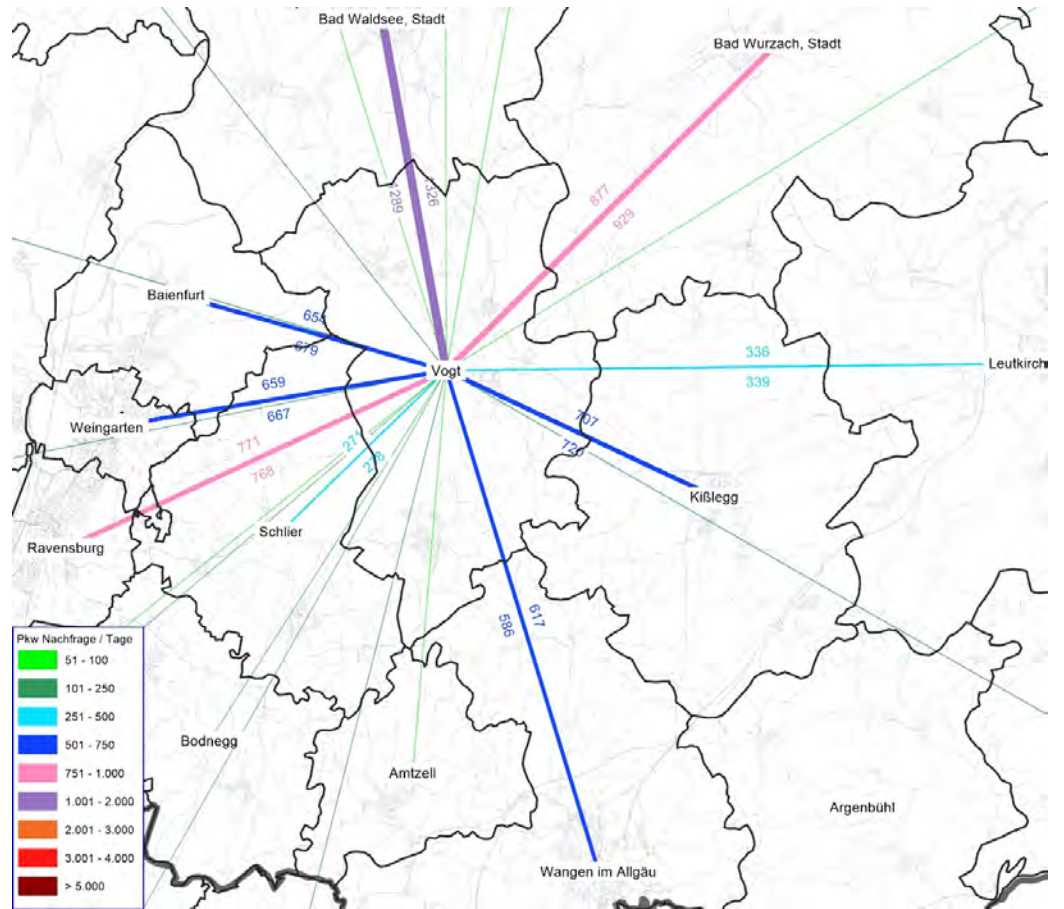 Bad Waldsee, Stadt
Bad Wurzach, Stadt
1289
1326
877
929
Baienfurt
679
Vogt
336
339
Leutkirch
659
667
Weingarten
771
768
707
Kißlegg
271
278
Schlier
Ravensburg
586
617
Pkw Nachfrage / Tage
51 - 100
101 - 250
251 - 500
501 - 750
751 - 1.000
1.001 - 2.000
2.001 - 3.000
3.001 - 4.000
> 5.000
Bodnegg
Amtzell
Argenbühl
Wangen im Allgäu